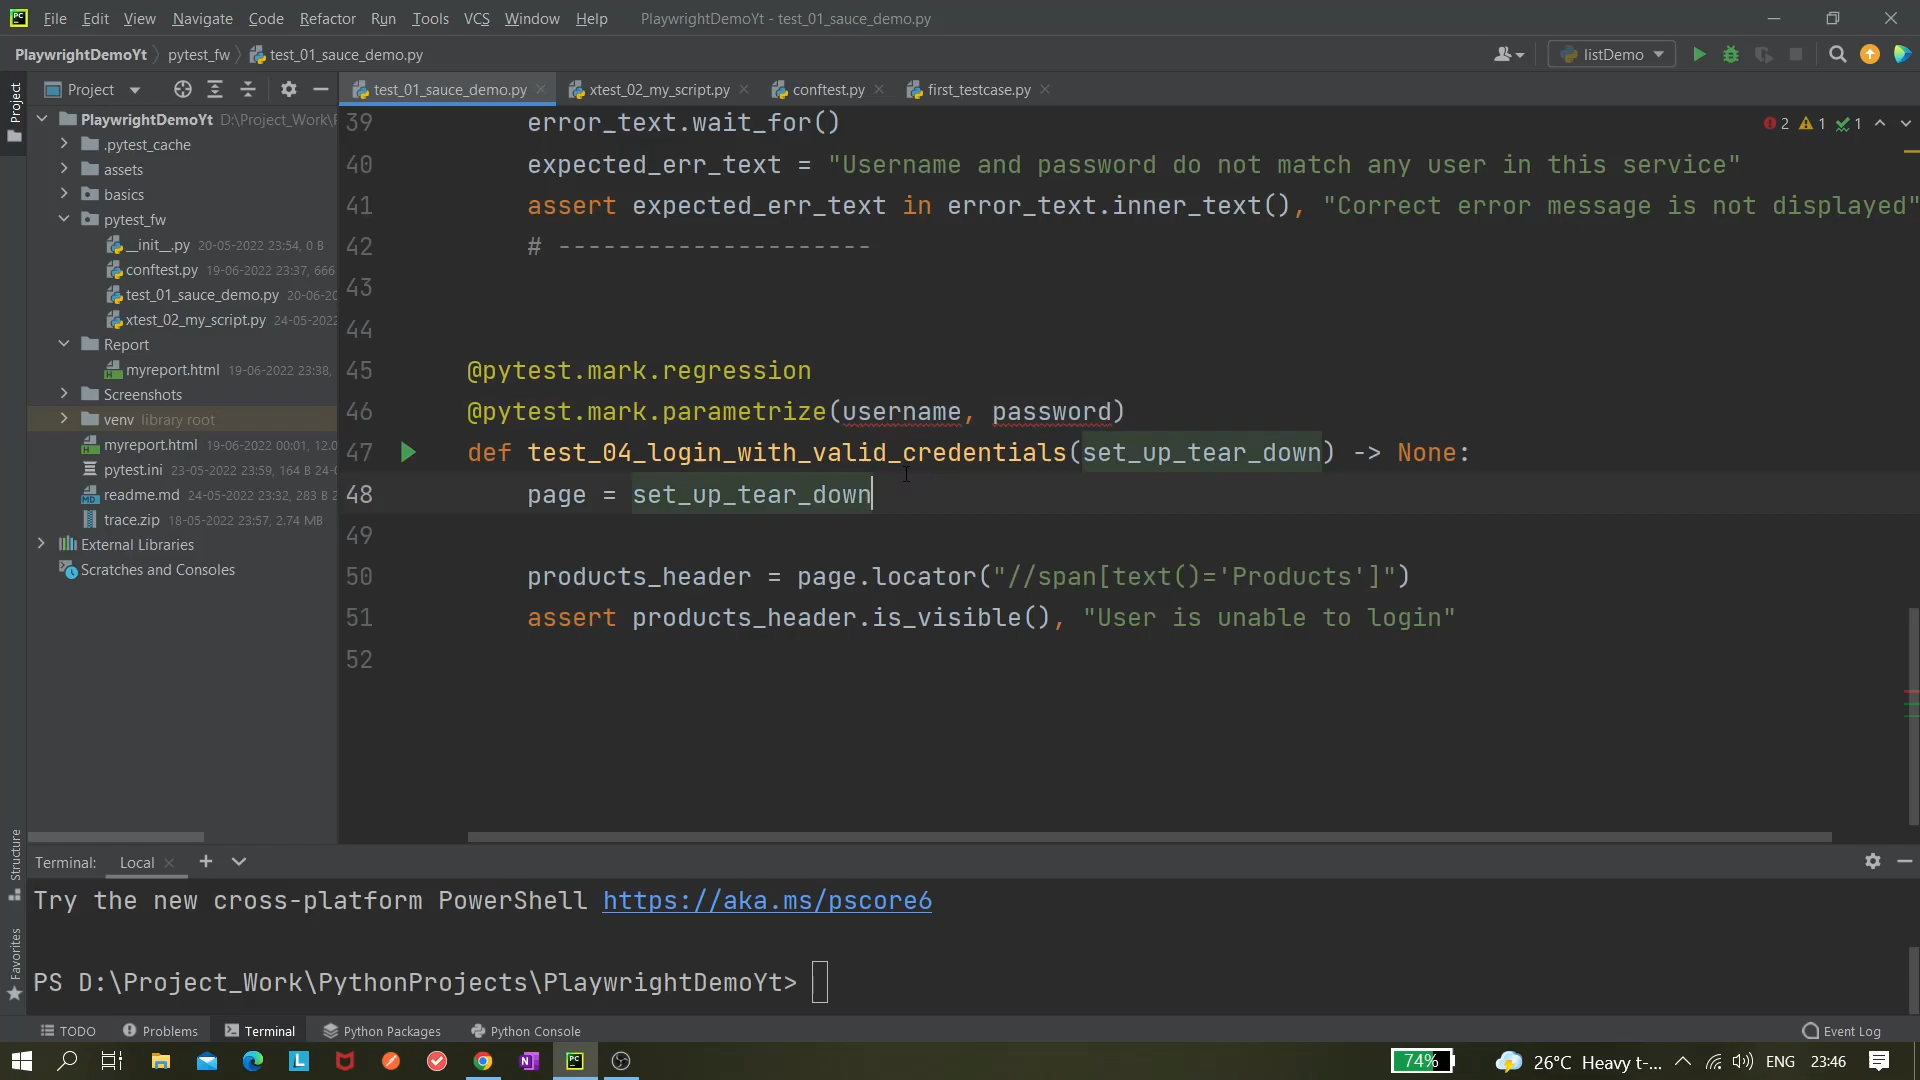 File Edit View Navigate Code Refactor Run Tools VCS Window Help PlaywrightDemoYt - test_01_sauce_demo.py
PlaywrightDemoYt pytest_fw test_01_sauce_demo.py listDemo
Project
Project test_01_sauce_demo.py xtest_02_my_script.py conftest.py first_testcase.py
PlaywrightDemoYt D:\Project_Work\
.pytest_cache
assets
basics
pytest_fw
__init__.py 20-05-2022 23:54, 0 B
conftest.py 19-06-2022 23:37, 666
test_01_sauce_demo.py 20-06-20
xtest_02_my_script.py 24-05-2022
Report
myreport.html 19-06-2022 23:38,
Screenshots
venv library root
myreport.html 19-06-2022 00:01, 12.0
pytest.ini 23-05-2022 23:59, 164 B 24-0
readme.md 24-05-2022 23:32, 283 B 2
trace.zip 18-05-2022 23:57, 2.74 MB
External Libraries
Scratches and Consoles
2 1 1
39 error_text.wait_for()
40 expected_err_text = "Username and password do not match any user in this service"
41 assert expected_err_text in error_text.inner_text(), "Correct error message is not displayed"
42 # ---------------------
43
44
45 @pytest.mark.regression
46 @pytest.mark.parametrize(username, password)
47 def test_04_login_with_valid_credentials(set_up_tear_down) -> None:
48 page = set_up_tear_down
49
50 products_header = page.locator("//span[text()='Products']")
51 assert products_header.is_visible(), "User is unable to login"
52
Structure
Favorites
Terminal: Local
Try the new cross-platform PowerShell https://aka.ms/pscore6
PS D:\Project_Work\PythonProjects\PlaywrightDemoYt>
TODO Problems Terminal Python Packages Python Console Event Log
74% 26°C Heavy t-... ENG 23:46